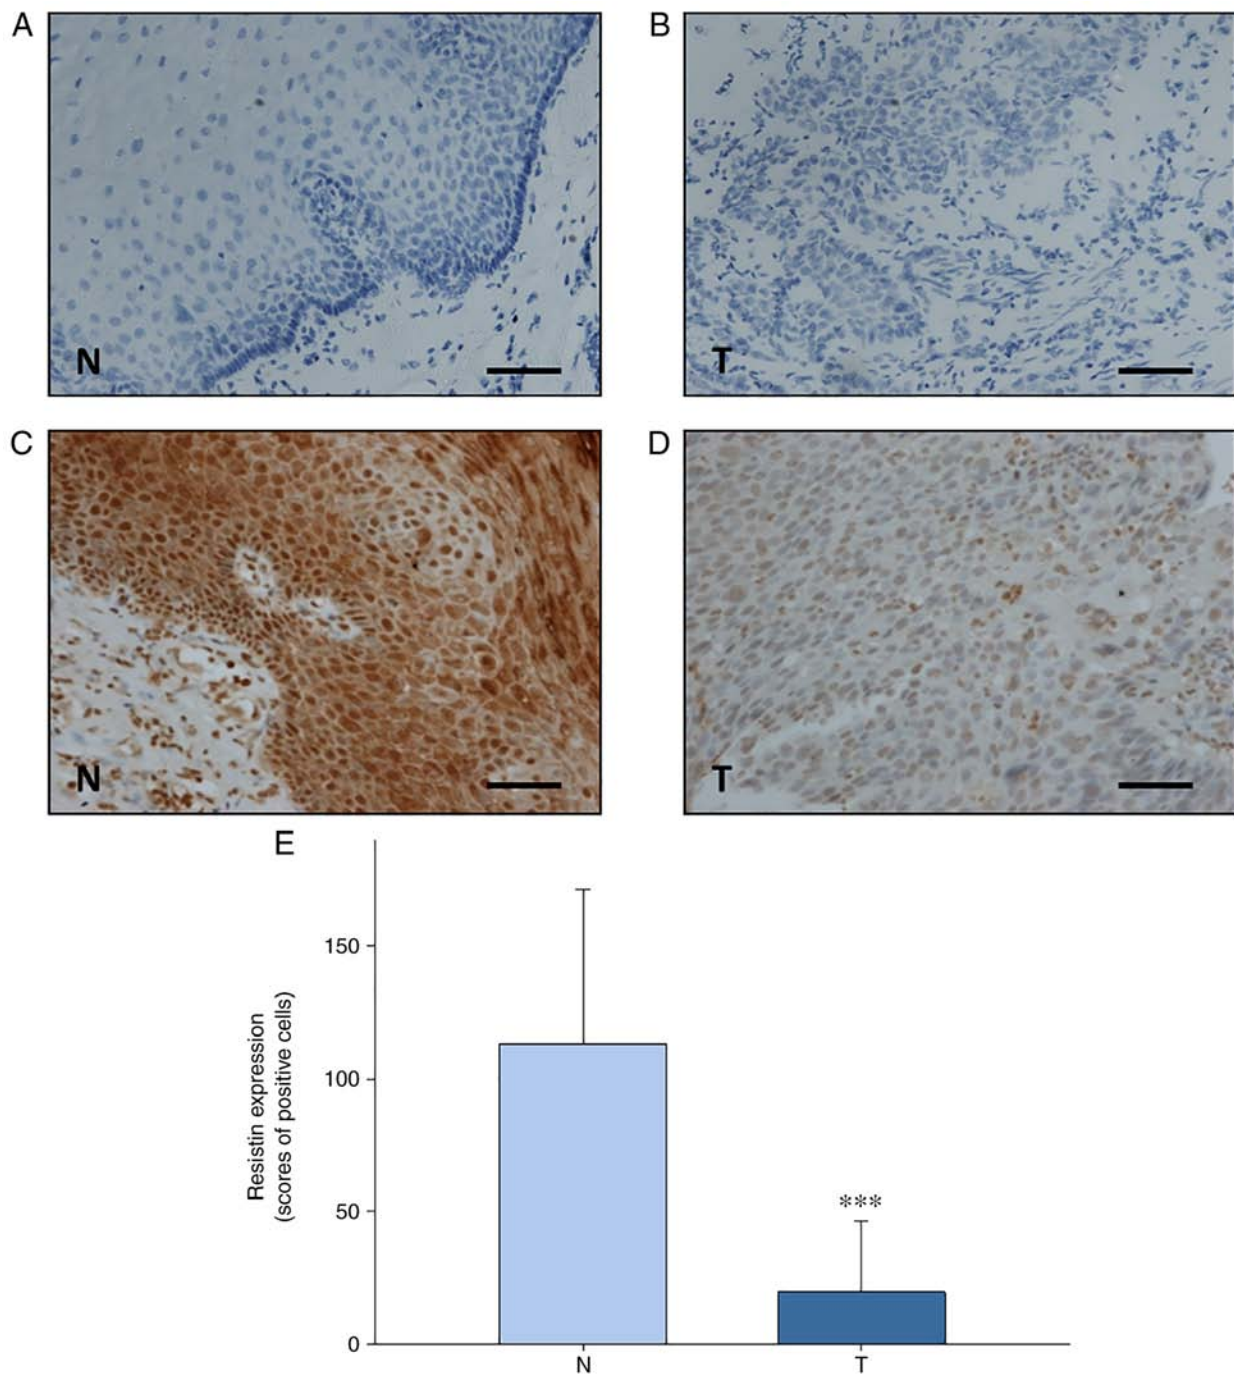 A
B
N
T
C
D
N
T
E
150
100
50
0
Resistin expression
(scores of positive cells)
***
N
T